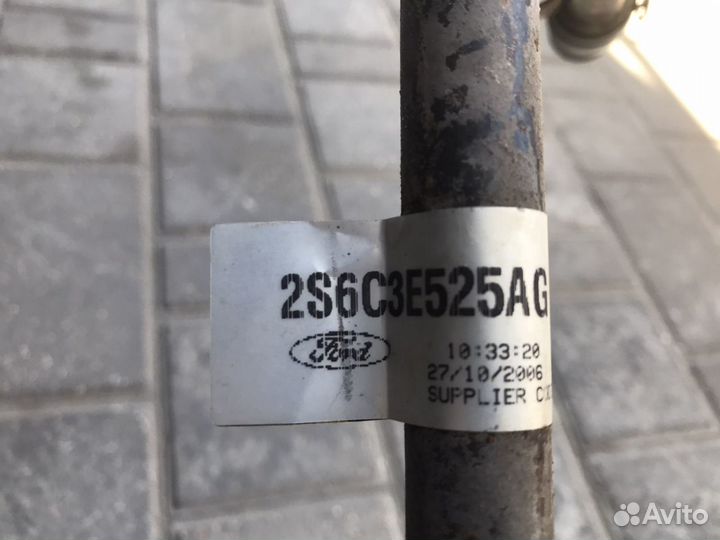 2S6C3E525AG
Ford
10:33:20
27/10/2006
SUPPLIER
Avito